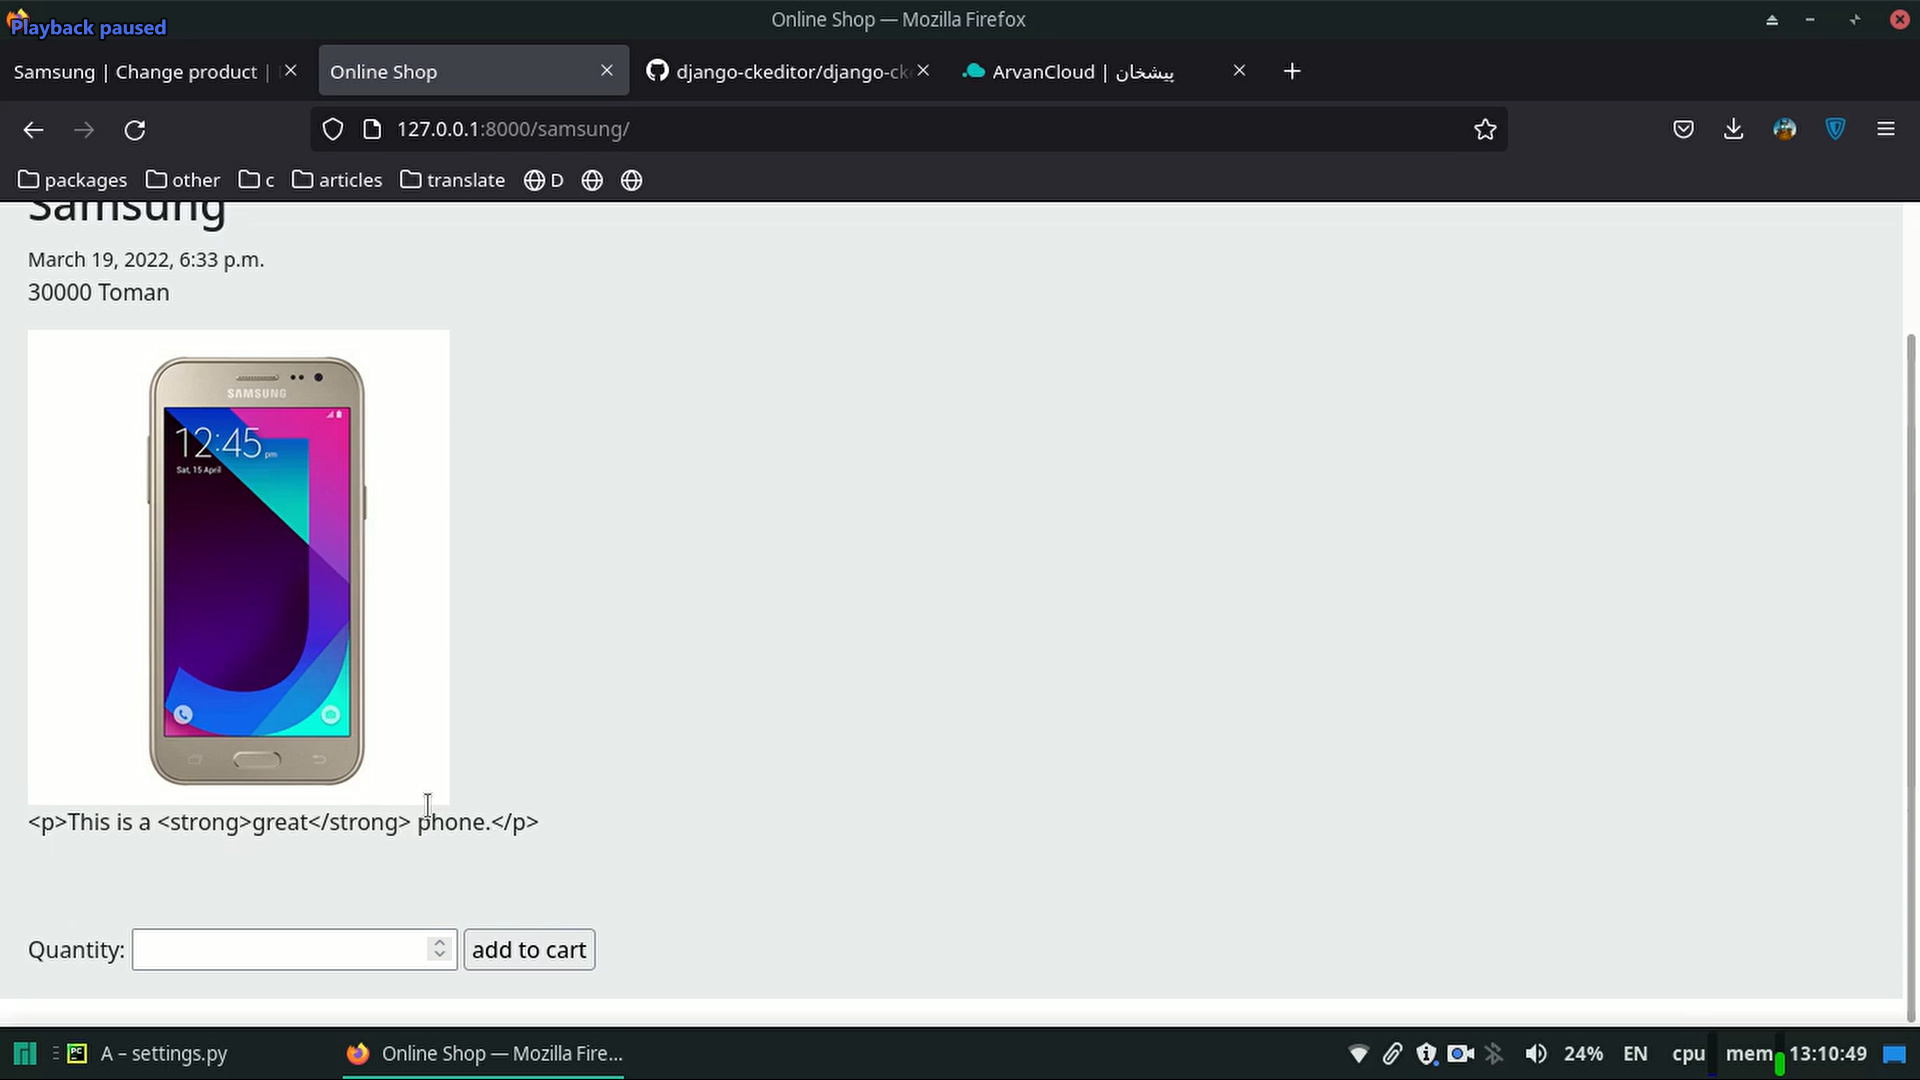 Online Shop — Mozilla Firefox
Playback paused
Samsung | Change product |
Online Shop
django-ckeditor/django-ck
ArvanCloud | پیشخان
127.0.0.1:8000/samsung/
packages
other
c
articles
translate
D
Samsung
March 19, 2022, 6:33 p.m.
30000 Toman
SAMSUNG
12:45 pm
Sat, 15 April
<p>This is a <strong>great</strong> phone.</p>
Quantity:
add to cart
PC
A – settings.py
Online Shop — Mozilla Fire...
24%
EN
cpu
mem
13:10:49